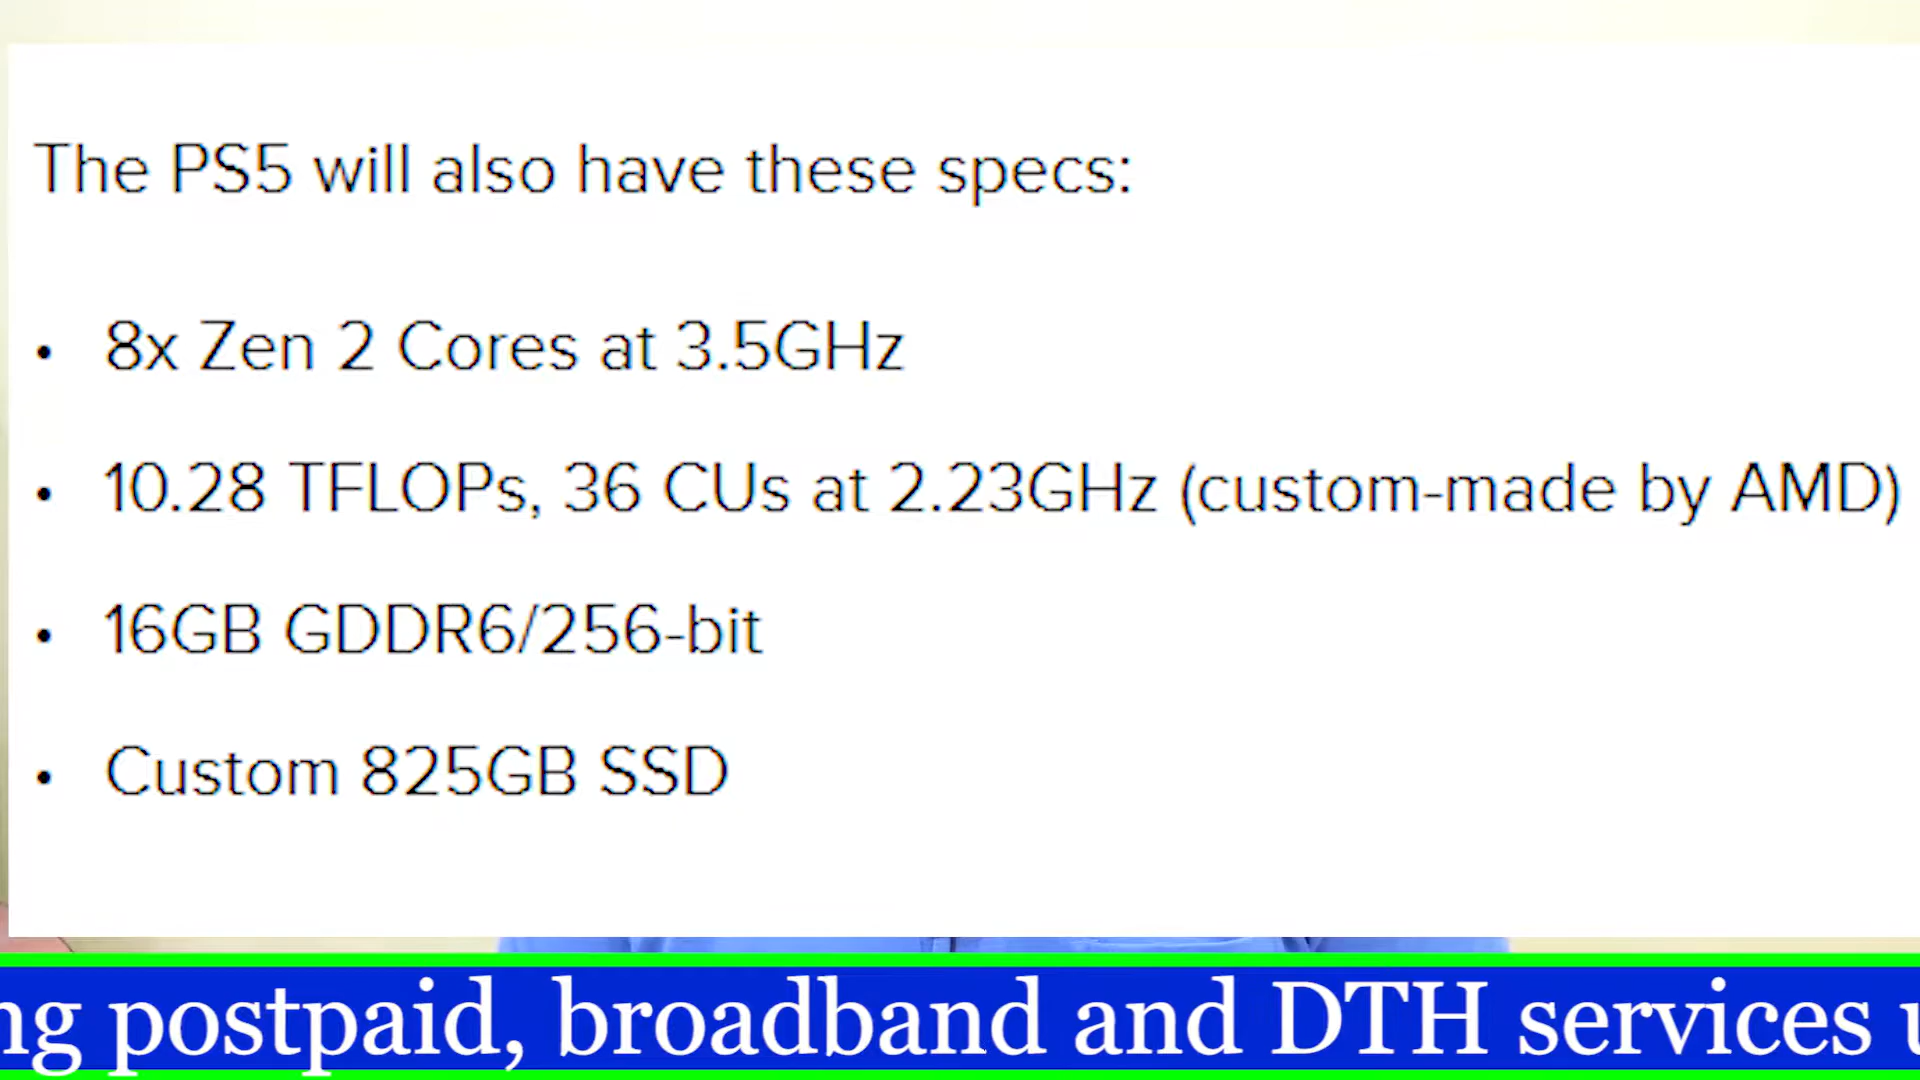 The PS5 will also have these specs:
• 8x Zen 2 Cores at 3.5GHz
• 10.28 TFLOPs, 36 CUs at 2.23GHz (custom-made by AMD)
• 16GB GDDR6/256-bit
• Custom 825GB SSD
postpaid, broadband and DTH services